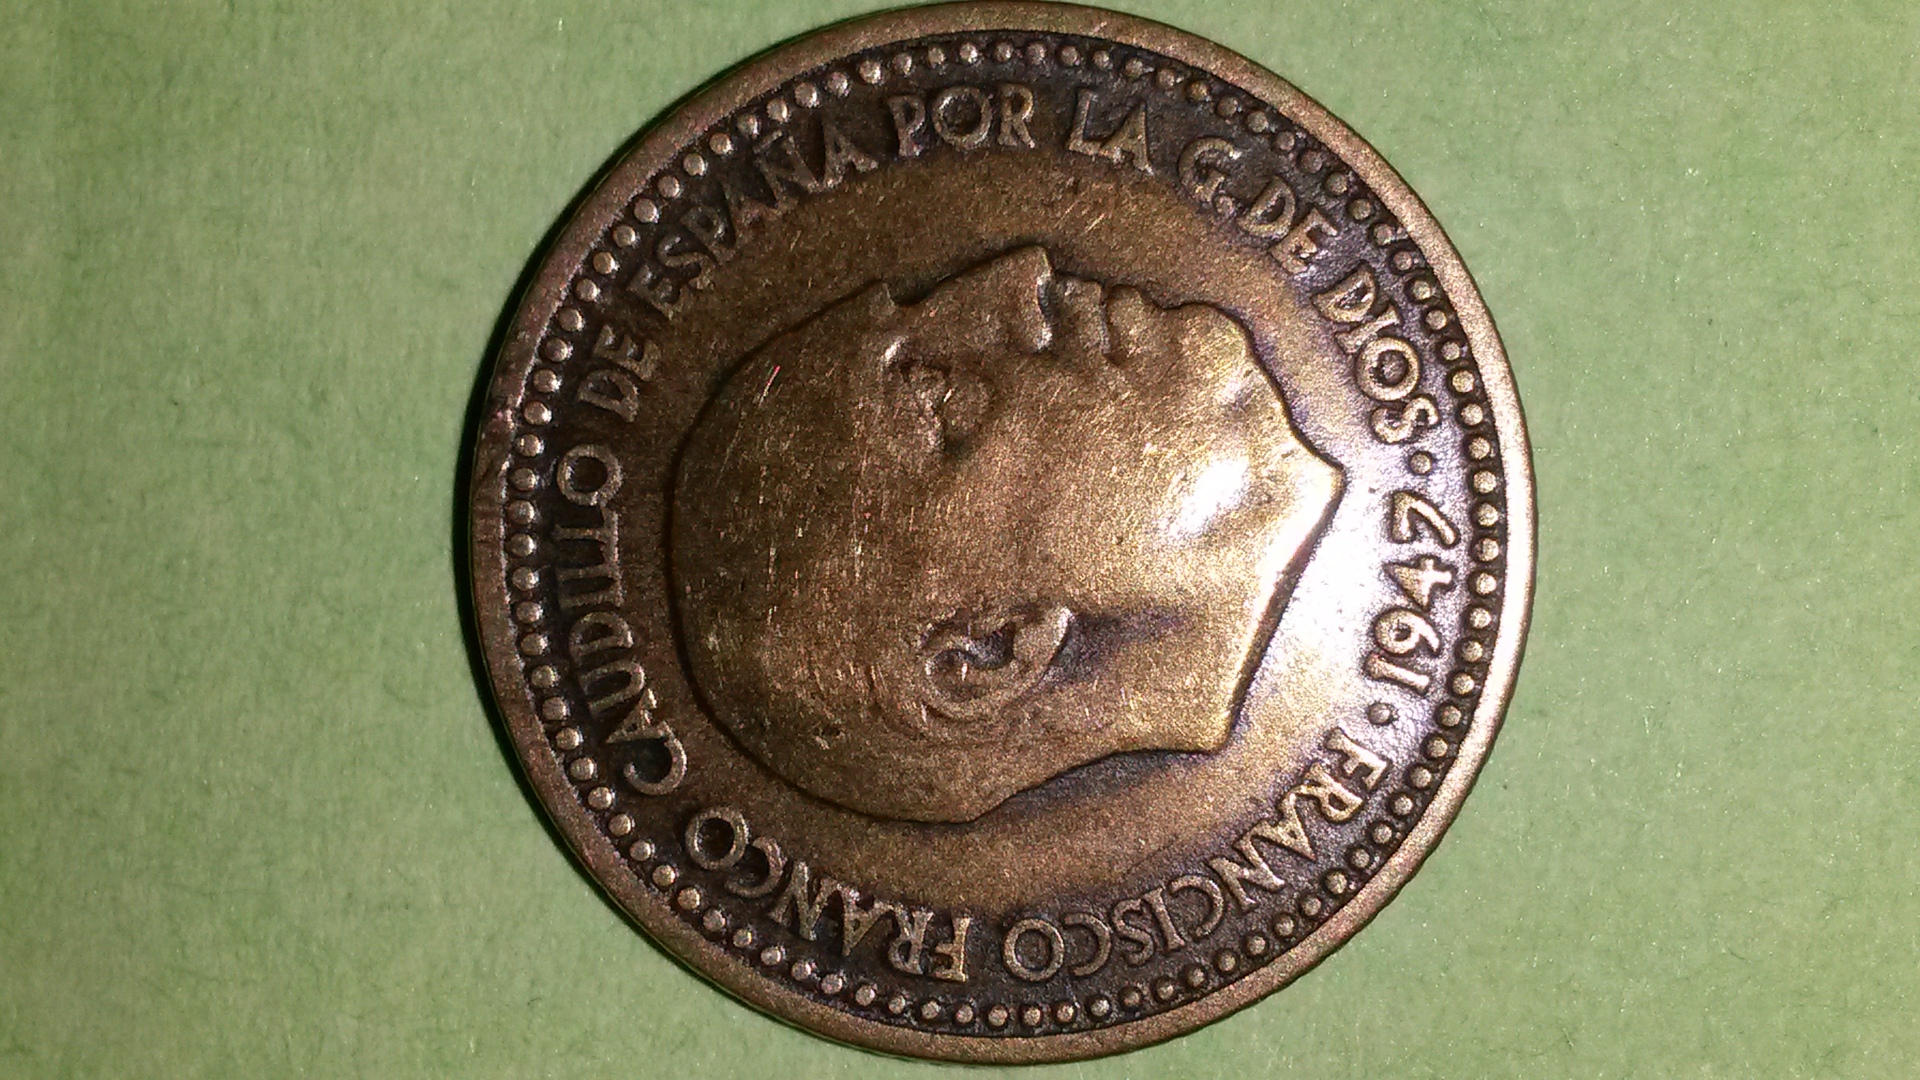 FRANCISCO FRANCO CAUDILLO DE ESPAÑA POR LA G. DE DIOS · 1947 ·